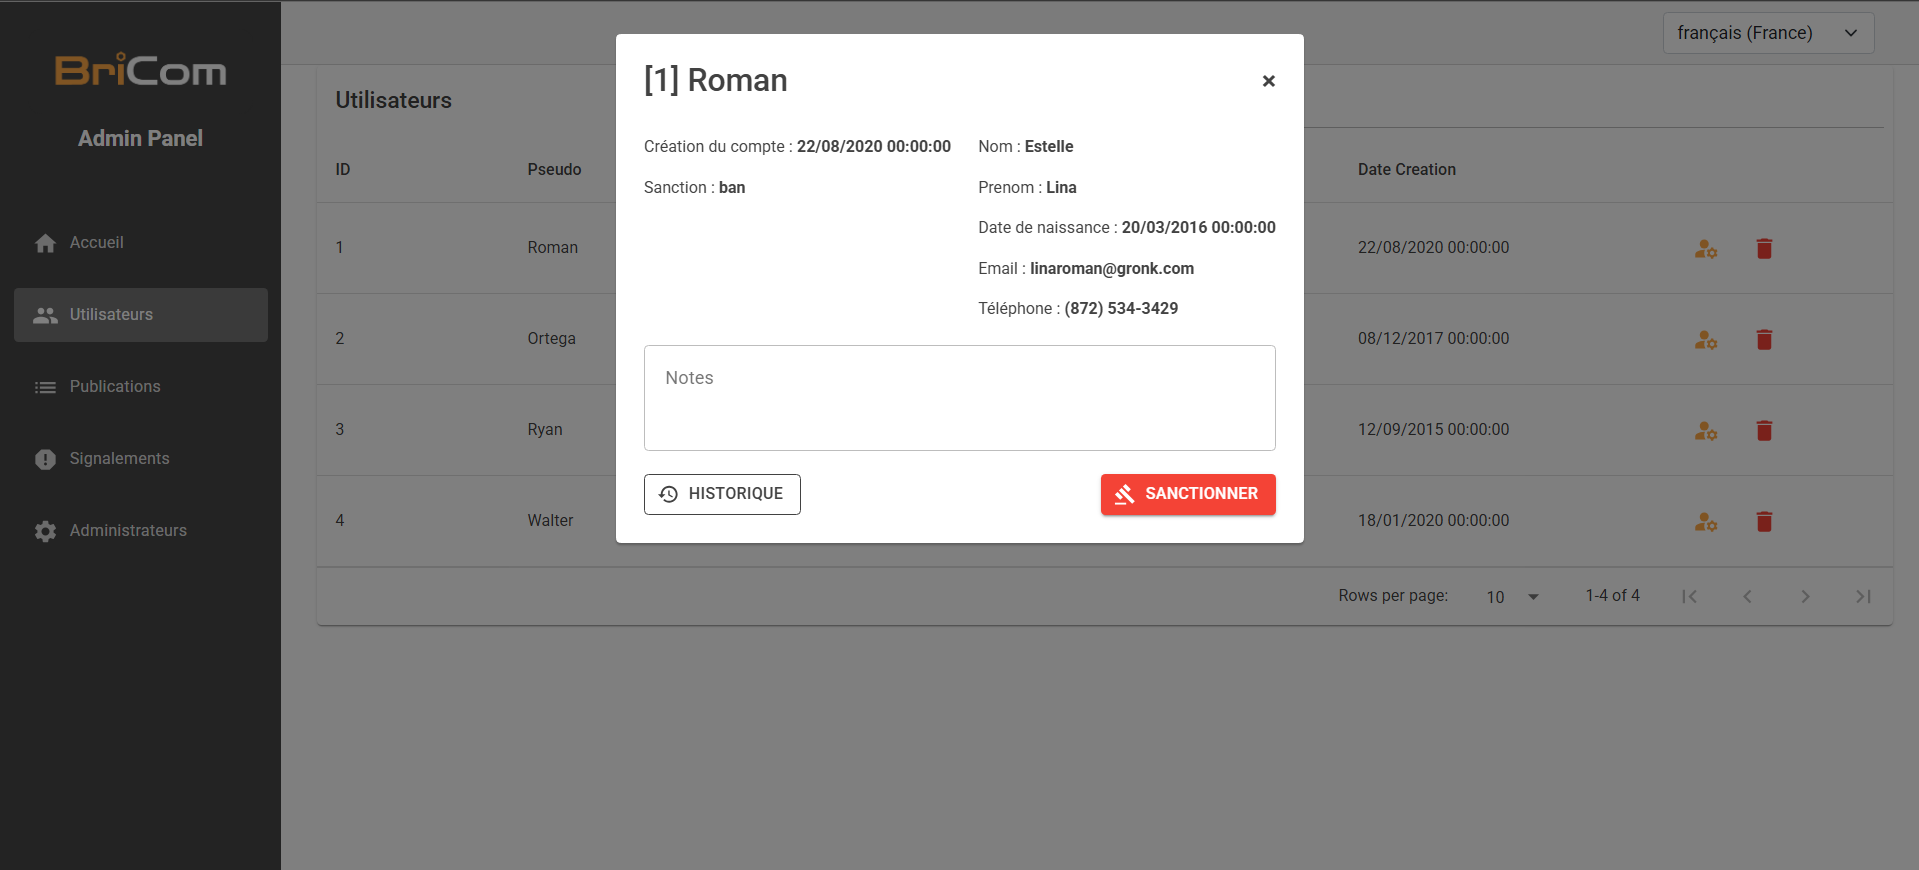 BriCom
Admin Panel
Accueil
Utilisateurs
Publications
Signalements
Administrateurs
français (France)
Utilisateurs
ID Pseudo Date Creation
1 Roman 22/08/2020 00:00:00
2 Ortega 08/12/2017 00:00:00
3 Ryan 12/09/2015 00:00:00
4 Walter 18/01/2020 00:00:00
Rows per page: 10 1-4 of 4
[1] Roman
Création du compte : 22/08/2020 00:00:00
Sanction : ban
Nom : Estelle
Prenom : Lina
Date de naissance : 20/03/2016 00:00:00
Email : linaroman@gronk.com
Téléphone : (872) 534-3429
Notes
HISTORIQUE
SANCTIONNER